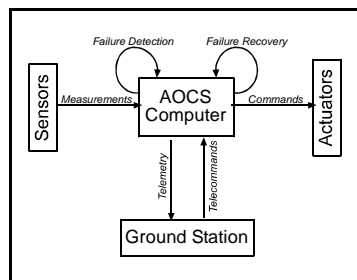 Failure Detection
Failure Recovery
Sensors
Measurements
AOCS
Computer
Commands
Actuators
Telemetry
Telecommands
Ground Station